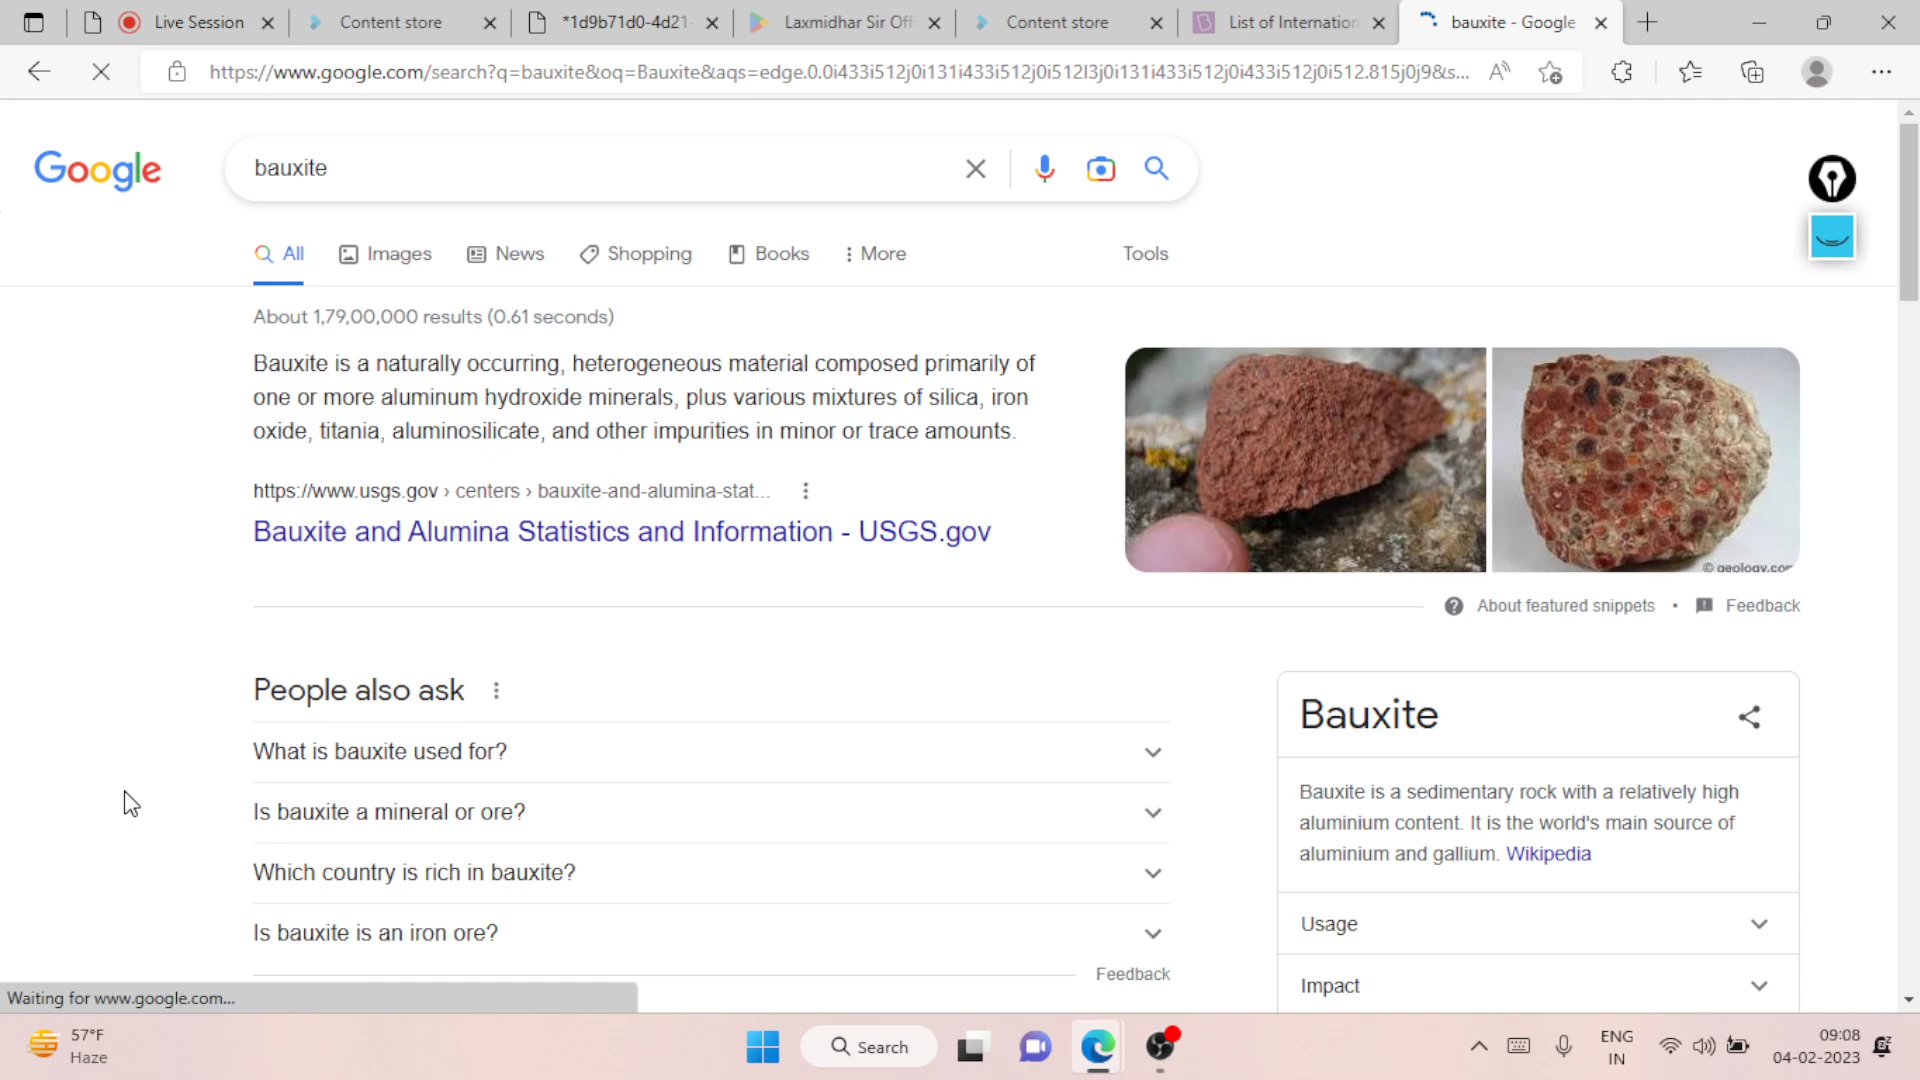 Live Session
Content store
*1d9b71d0-4d21-
Laxmidhar Sir Offi
Content store
List of Internation
bauxite - Google
https://www.google.com/search?q=bauxite&oq=Bauxite&aqs=edge.0.0i433i512j0i131i433i512j0i512l3j0i131i433i512j0i433i512j0i512.815j0j9&s...
Google
bauxite
All
Images
News
Shopping
Books
More
Tools
About 1,79,00,000 results (0.61 seconds)
Bauxite is a naturally occurring, heterogeneous material composed primarily of
one or more aluminum hydroxide minerals, plus various mixtures of silica, iron
oxide, titania, aluminosilicate, and other impurities in minor or trace amounts.
https://www.usgs.gov › centers › bauxite-and-alumina-stat...
Bauxite and Alumina Statistics and Information - USGS.gov
© geology.com
About featured snippets • Feedback
People also ask
What is bauxite used for?
Is bauxite a mineral or ore?
Which country is rich in bauxite?
Is bauxite is an iron ore?
Feedback
Bauxite
Bauxite is a sedimentary rock with a relatively high
aluminium content. It is the world's main source of
aluminium and gallium. Wikipedia
Usage
Impact
Waiting for www.google.com...
57°F
Haze
Search
ENG
IN
09:08
04-02-2023